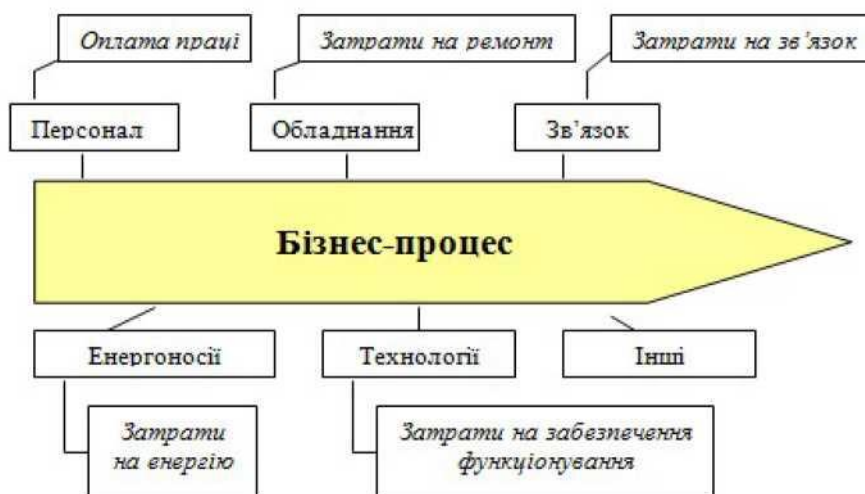 Оплата праці
Затрати на ремонт
Затрати на зв’язок
Персонал
Обладнання
Зв’язок
Бізнес-процес
Енергоносії
Технології
Інші
Затрати
на енергію
Затрати на забезпечення
функціонування